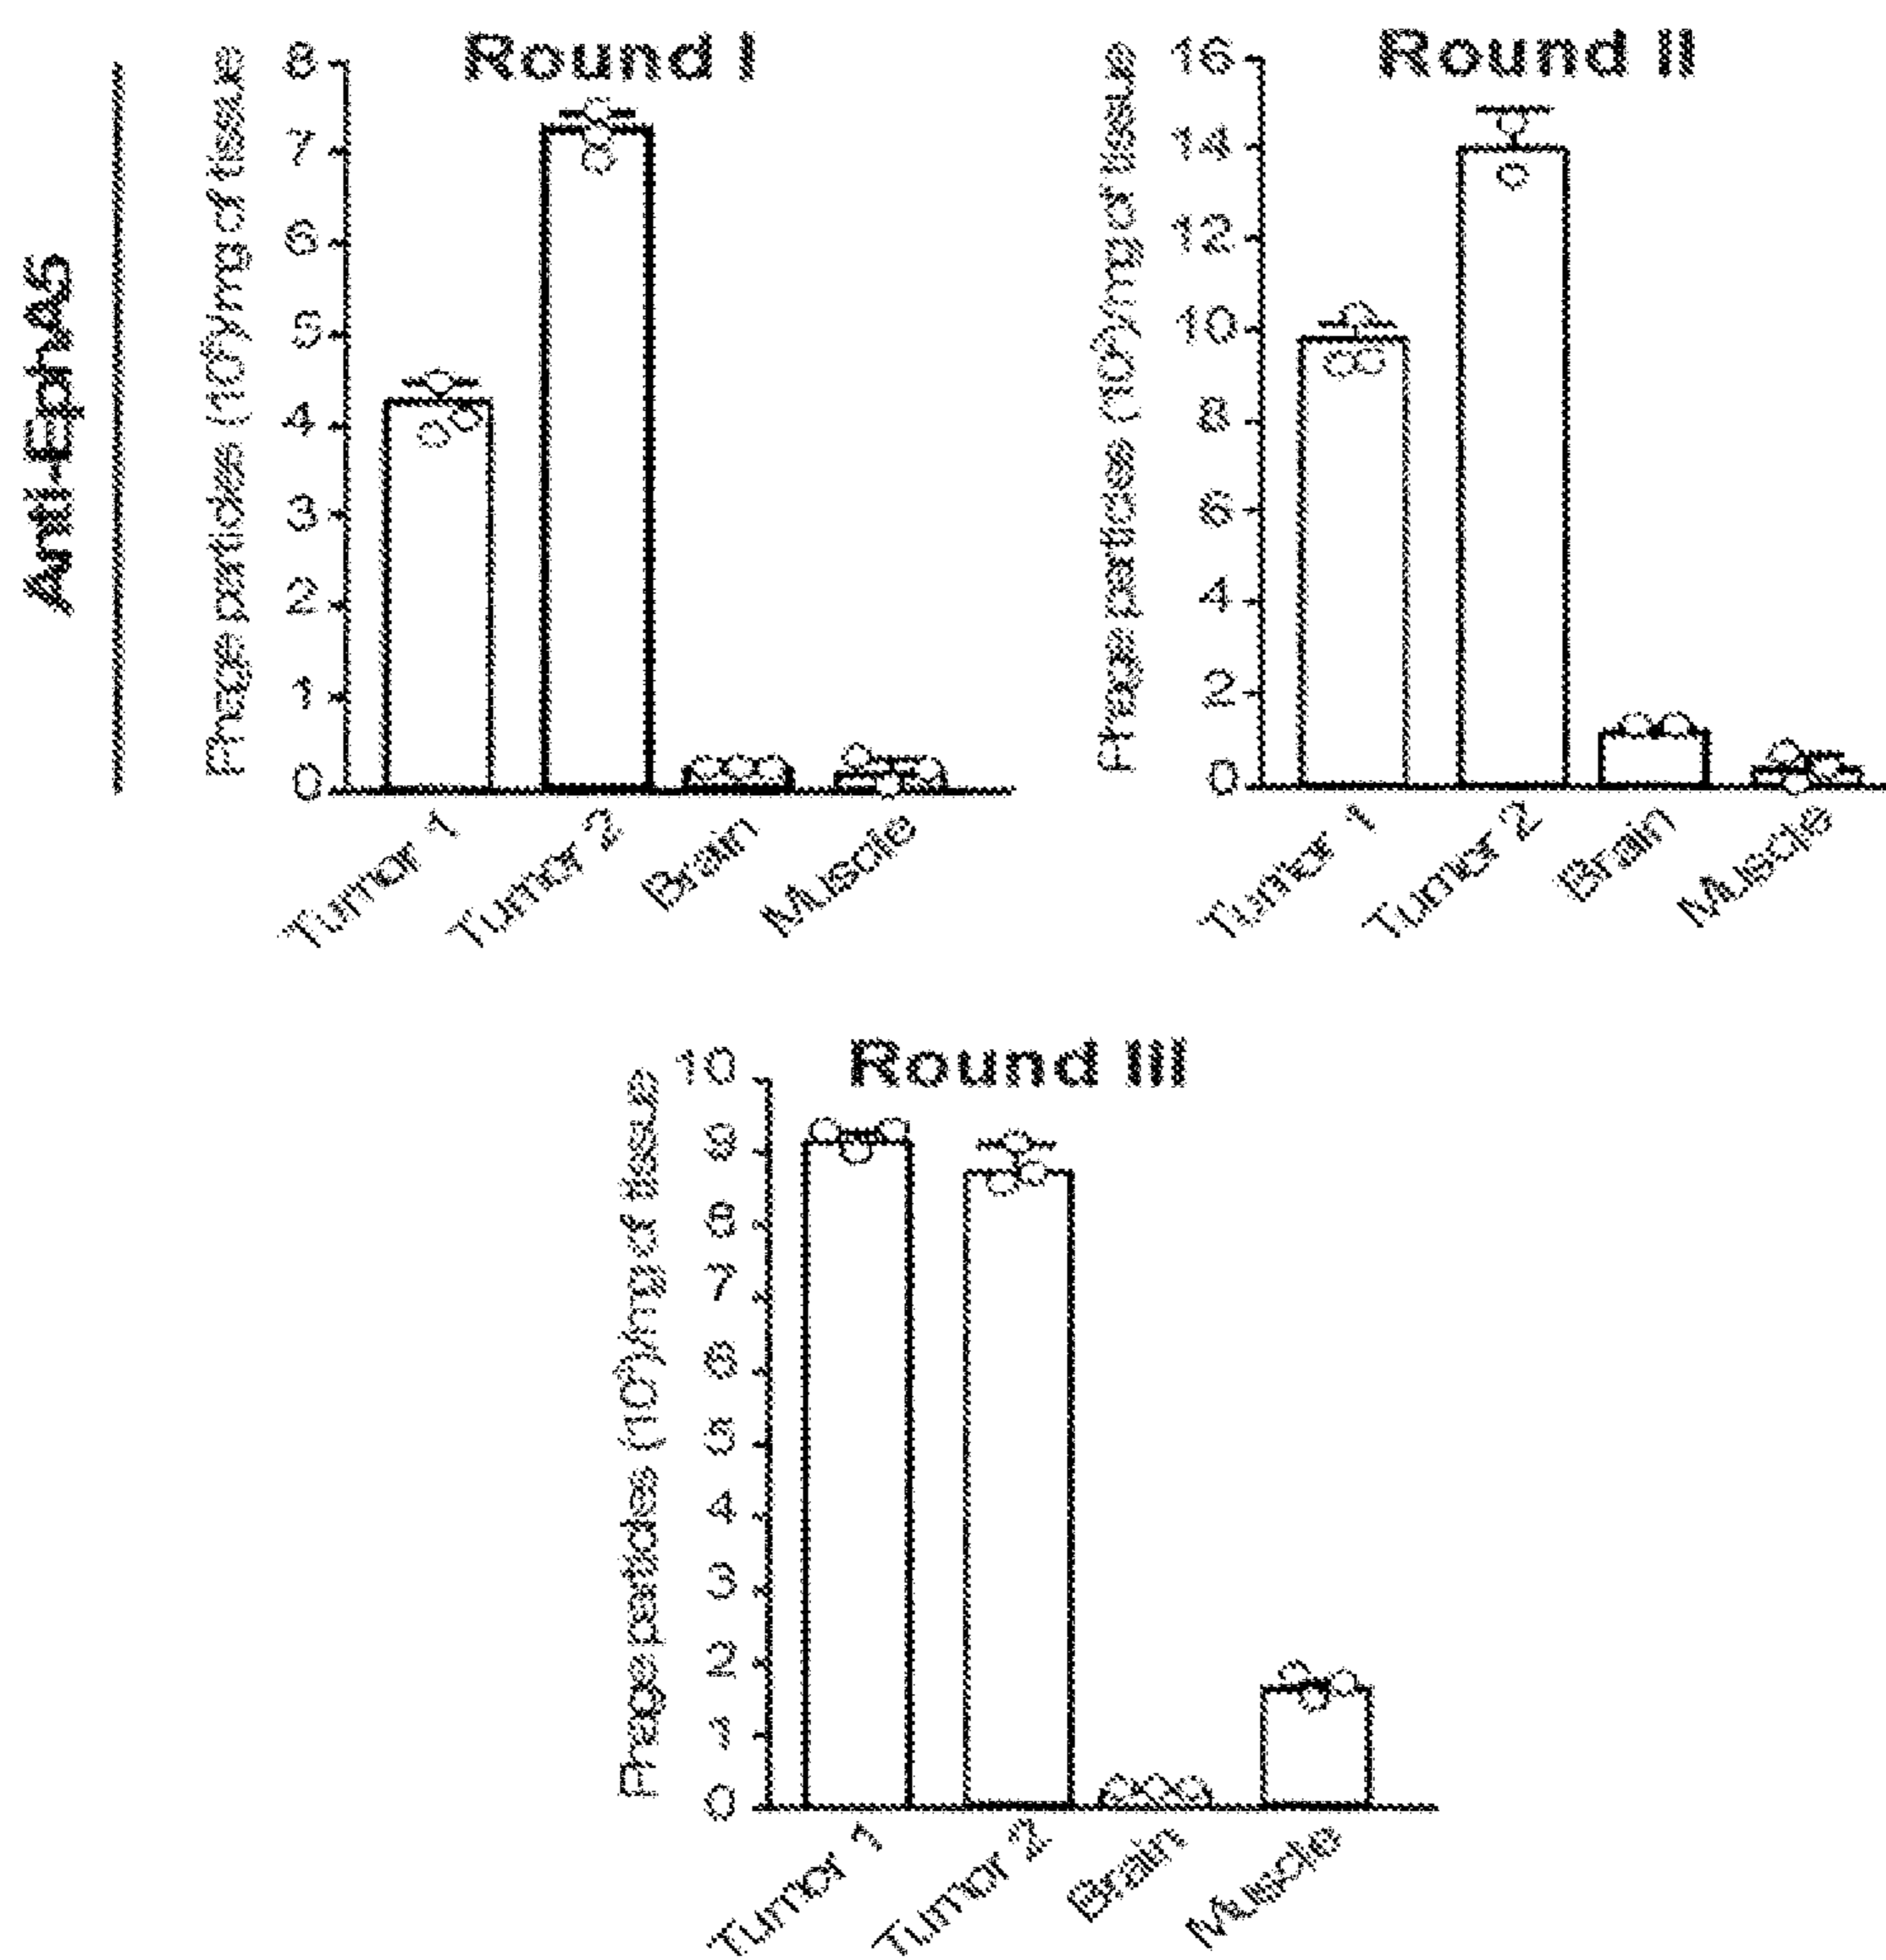 Anti-EphA5
Round I
Phage particles (10⁶)/mg of tissue
8
7
6
5
4
3
2
1
0
Tumor 1
Tumor 2
Brain
Muscle
Round II
Phage particles /mg of tissue
16
14
12
10
8
6
4
2
0
Tumor 1
Tumor 2
Brain
Muscle
Round III
Phage particles /mg of tissue
10
9
8
7
6
5
4
3
2
1
0
Tumor 1
Tumor 2
Brain
Muscle